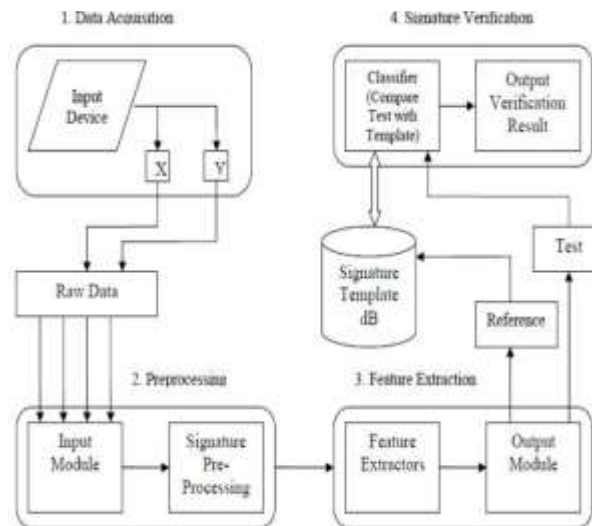 1. Data Acquisition
Input
Device
X
Y
Raw Data
2. Preprocessing
Input
Module
Signature
Pre-
Processing
3. Feature Extraction
Feature
Extractors
Output
Module
Reference
Test
Signature
Template
dB
4. Signature Verification
Classifier
(Compare
Test with
Template)
Output
Verification
Result